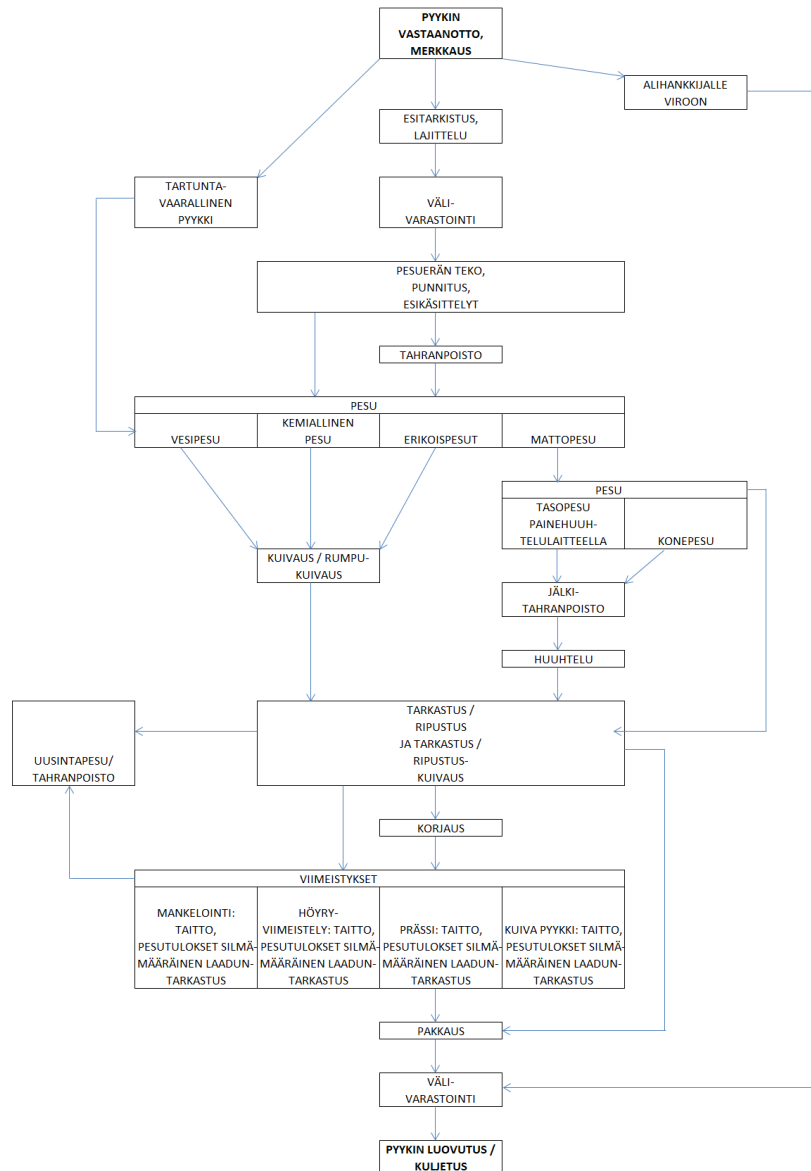 PYYKIN
VASTAANOTTO,
MERKKAUS
ALIHANKKIJALLE
VIROON
ESITARKISTUS,
LAJITTELU
TARTUNTA-
VAARALLINEN
PYYKKI
VÄLI-
VARASTOINTI
PESUERÄN TEKO,
PUNNITUS,
ESIKÄSITTELYT
TAHRANPOISTO
PESU
VESIPESU
KEMIALLINEN
PESU
ERIKOISPESUT
MATTOPESU
PESU
TASOPESU
PAINEHUUH-
TELULAITTEELLA
KONEPESU
KUIVAUS / RUMPU-
KUIVAUS
JÄLKI-
TAHRANPOISTO
HUUHTELU
UUSINTAPESU/
TAHRANPOISTO
TARKASTUS /
RIPUSTUS
JA TARKASTUS /
RIPUSTUS-
KUIVAUS
KORJAUS
VIIMEISTYKSET
MANKELOINTI:
TAITTO,
PESUTULOKSET SILMÄ-
MÄÄRÄINEN LAADUN-
TARKASTUS
HÖYRY-
VIIMEISTELY: TAITTO,
PESUTULOKSET SILMÄ-
MÄÄRÄINEN LAADUN-
TARKASTUS
PRÄSSI: TAITTO,
PESUTULOKSET SILMÄ-
MÄÄRÄINEN LAADUN-
TARKASTUS
KUIVA PYYKKI: TAITTO,
PESUTULOKSET SILMÄ-
MÄÄRÄINEN LAADUN-
TARKASTUS
PAKKAUS
VÄLI-
VARASTOINTI
PYYKIN LUOVUTUS /
KULJETUS